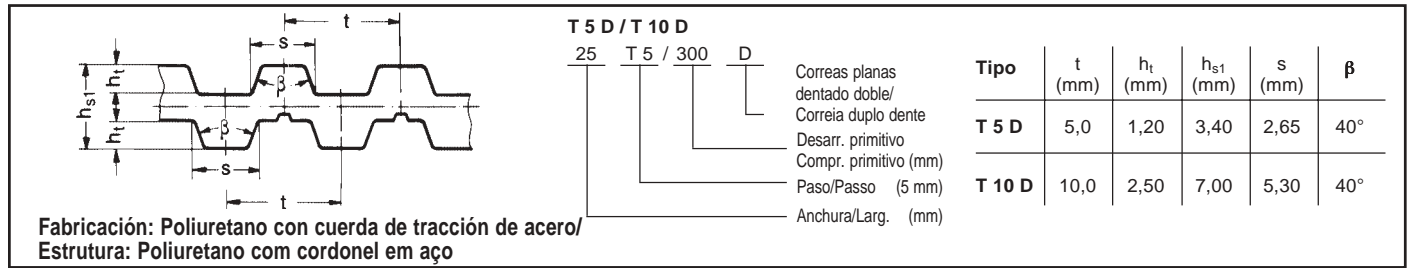 t
s
β
hₜ
hₛ₁
hₜ
β
s
t
Fabricación: Poliuretano con cuerda de tracción de acero/
Estrutura: Poliuretano com cordonel em aço
T 5 D / T 10 D
25 T 5 / 300 D
Correas planas
dentado doble/
Correia duplo dente
Desarr. primitivo
Compr. primitivo (mm)
Paso/Passo (5 mm)
Anchura/Larg. (mm)
Tipo t hₜ hₛ₁ s β
(mm) (mm) (mm) (mm)
T 5 D 5,0 1,20 3,40 2,65 40°
T 10 D 10,0 2,50 7,00 5,30 40°